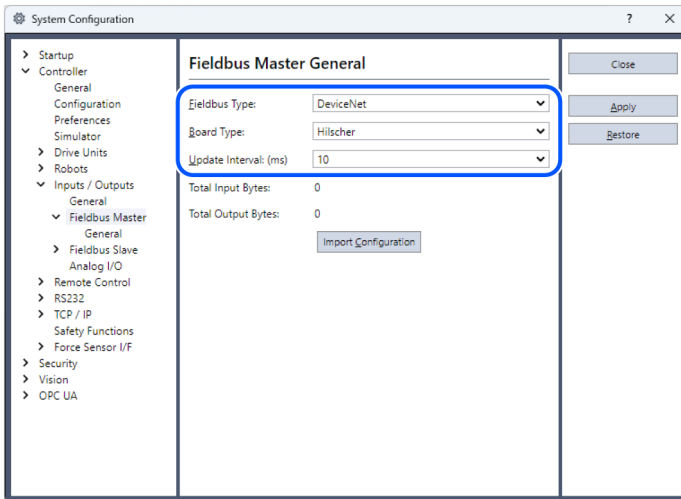 System Configuration
Startup
Controller
General
Configuration
Preferences
Simulator
Drive Units
Robots
Inputs / Outputs
General
Fieldbus Master
General
Fieldbus Slave
Analog I/O
Remote Control
RS232
TCP / IP
Safety Functions
Force Sensor I/F
Security
Vision
OPC UA
Fieldbus Master General
Fieldbus Type: DeviceNet
Board Type: Hilscher
Update Interval: (ms) 10
Total Input Bytes: 0
Total Output Bytes: 0
Import Configuration
Close
Apply
Restore